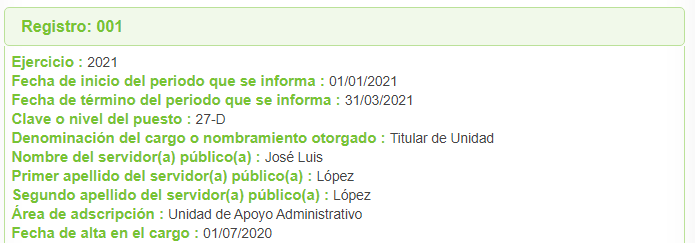 Registro: 001
Ejercicio : 2021
Fecha de inicio del periodo que se informa : 01/01/2021
Fecha de término del periodo que se informa : 31/03/2021
Clave o nivel del puesto : 27-D
Denominación del cargo o nombramiento otorgado : Titular de Unidad
Nombre del servidor(a) público(a) : José Luis
Primer apellido del servidor(a) público(a) : López
Segundo apellido del servidor(a) público(a) : López
Área de adscripción : Unidad de Apoyo Administrativo
Fecha de alta en el cargo : 01/07/2020